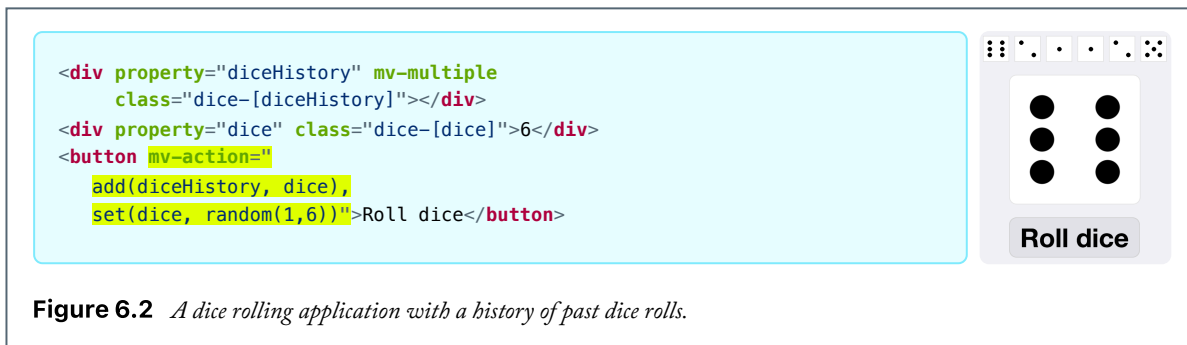 <div property="diceHistory" mv-multiple
class="dice-[diceHistory]"></div>
<div property="dice" class="dice-[dice]">6</div>
<button mv-action="
add(diceHistory, dice),
set(dice, random(1,6))">Roll dice</button>
Roll dice
Figure 6.2 A dice rolling application with a history of past dice rolls.